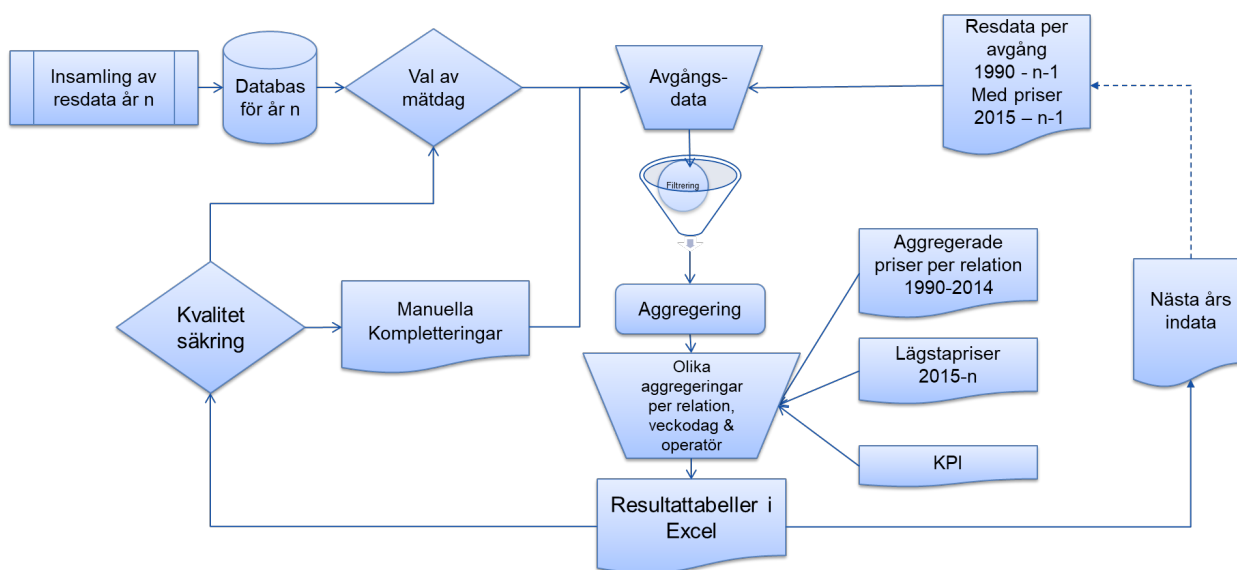 Insamling av
resdata år n
Databas
för år n
Val av
mätdag
Avgångs-
data
Resdata per
avgång
1990 - n-1
Med priser
2015 – n-1
Filtrering
Aggregerade
priser per relation
1990-2014
Kvalitet
säkring
Manuella
Kompletteringar
Aggregering
Nästa års
indata
Olika
aggregeringar
per relation,
veckodag &
operatör
Lägstapriser
2015-n
KPI
Resultattabeller i
Excel